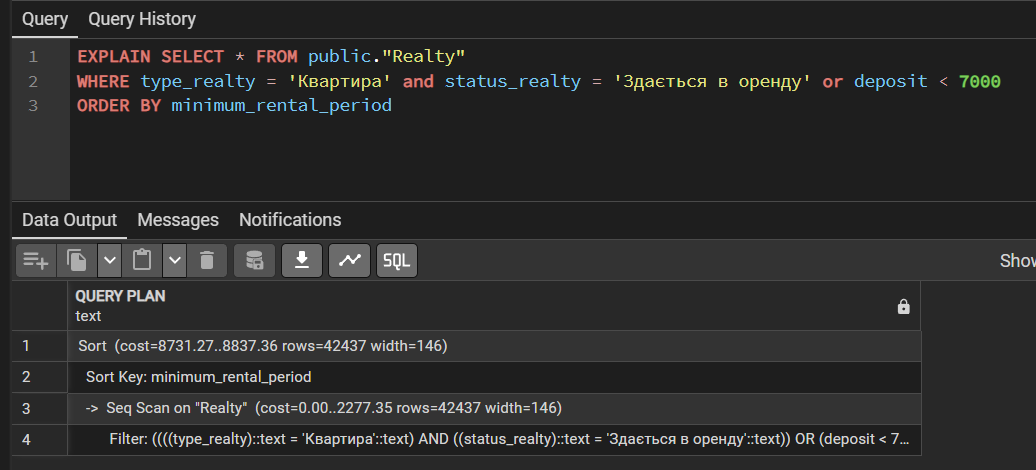 Query Query History
1 EXPLAIN SELECT * FROM public."Realty"
2 WHERE type_realty = 'Квартира' and status_realty = 'Здається в оренду' or deposit < 7000
3 ORDER BY minimum_rental_period
Data Output Messages Notifications
SQL
Show
QUERY PLAN
text
1 Sort (cost=8731.27..8837.36 rows=42437 width=146)
2 Sort Key: minimum_rental_period
3 -> Seq Scan on "Realty" (cost=0.00..2277.35 rows=42437 width=146)
4 Filter: ((((type_realty)::text = 'Квартира'::text) AND ((status_realty)::text = 'Здається в оренду'::text)) OR (deposit < 7...